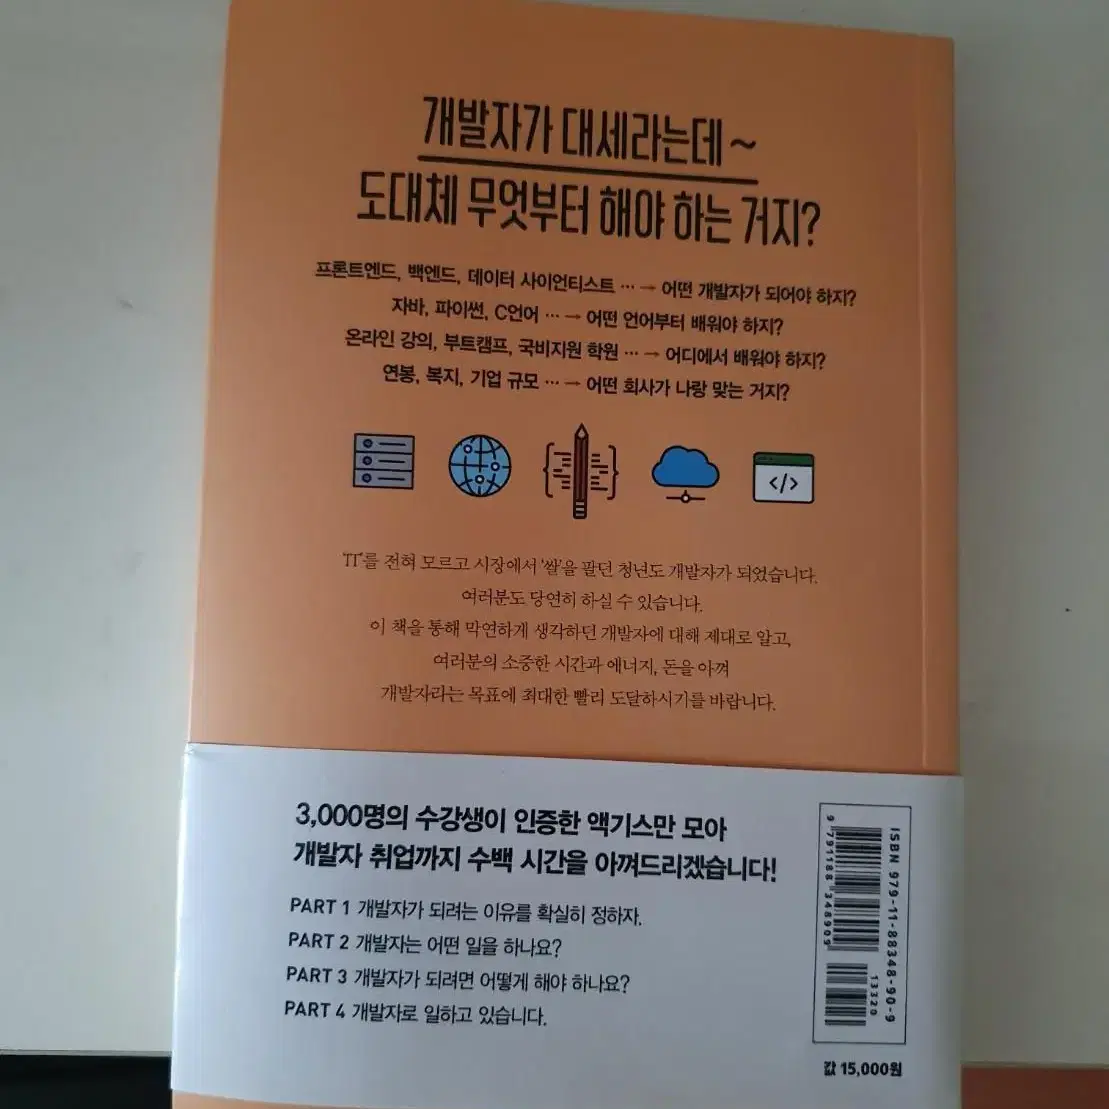 개발자가 대세라는데~
도대체 무엇부터 해야 하는 거지?
프론트엔드, 백엔드, 데이터 사이언티스트 … → 어떤 개발자가 되어야 하지?
자바, 파이썬, C언어 … → 어떤 언어부터 배워야 하지?
온라인 강의, 부트캠프, 국비지원 학원 … → 어디에서 배워야 하지?
연봉, 복지, 기업 규모 … → 어떤 회사가 나랑 맞는 거지?
</>
'IT'를 전혀 모르고 시장에서 '쌀'을 팔던 청년도 개발자가 되었습니다.
여러분도 당연히 하실 수 있습니다.
이 책을 통해 막연하게 생각하던 개발자에 대해 제대로 알고,
여러분의 소중한 시간과 에너지, 돈을 아껴
개발자라는 목표에 최대한 빨리 도달하시기를 바랍니다.
3,000명의 수강생이 인증한 액기스만 모아
개발자 취업까지 수백 시간을 아껴드리겠습니다!
PART 1 개발자가 되려는 이유를 확실히 정하자.
PART 2 개발자는 어떤 일을 하나요?
PART 3 개발자가 되려면 어떻게 해야 하나요?
PART 4 개발자로 일하고 있습니다.
ISBN 979-11-88348-90-9
13320
9 791188 348909
값 15,000원